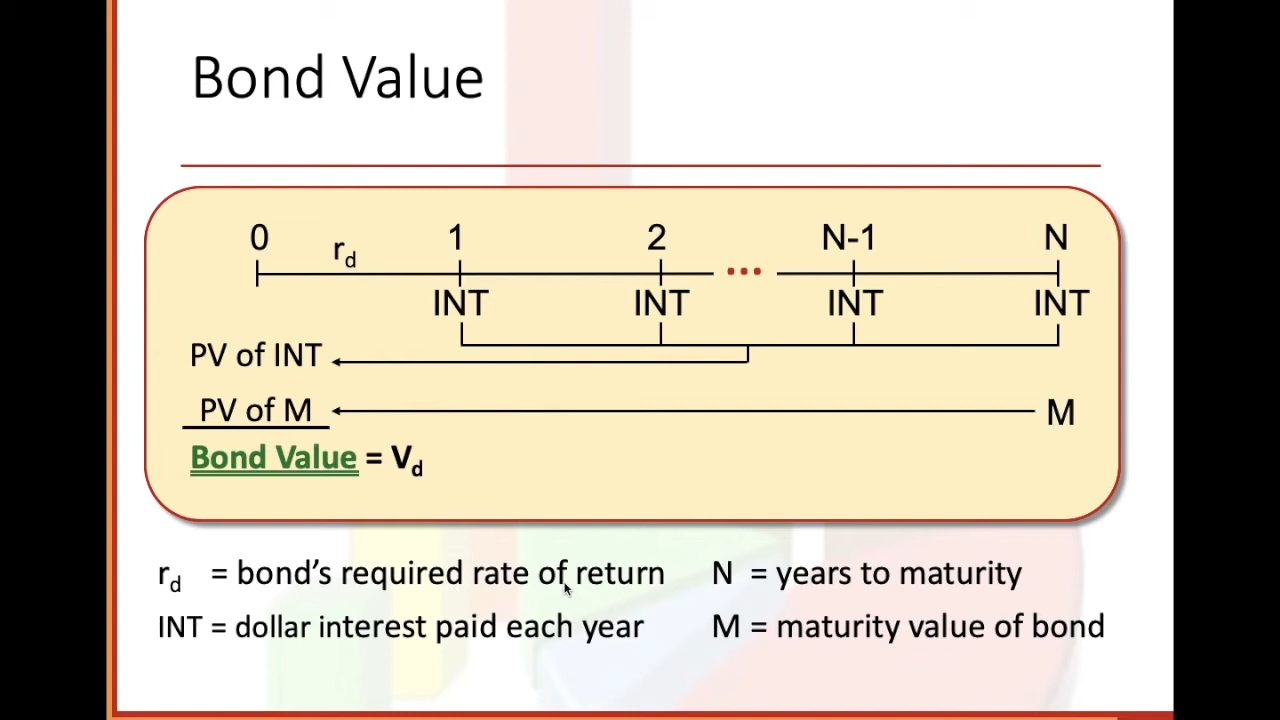 Bond Value
0 r_d 1 2 ... N-1 N
INT INT INT INT
PV of INT
PV of M M
Bond Value = V_d
r_d = bond’s required rate of return N = years to maturity
INT = dollar interest paid each year M = maturity value of bond